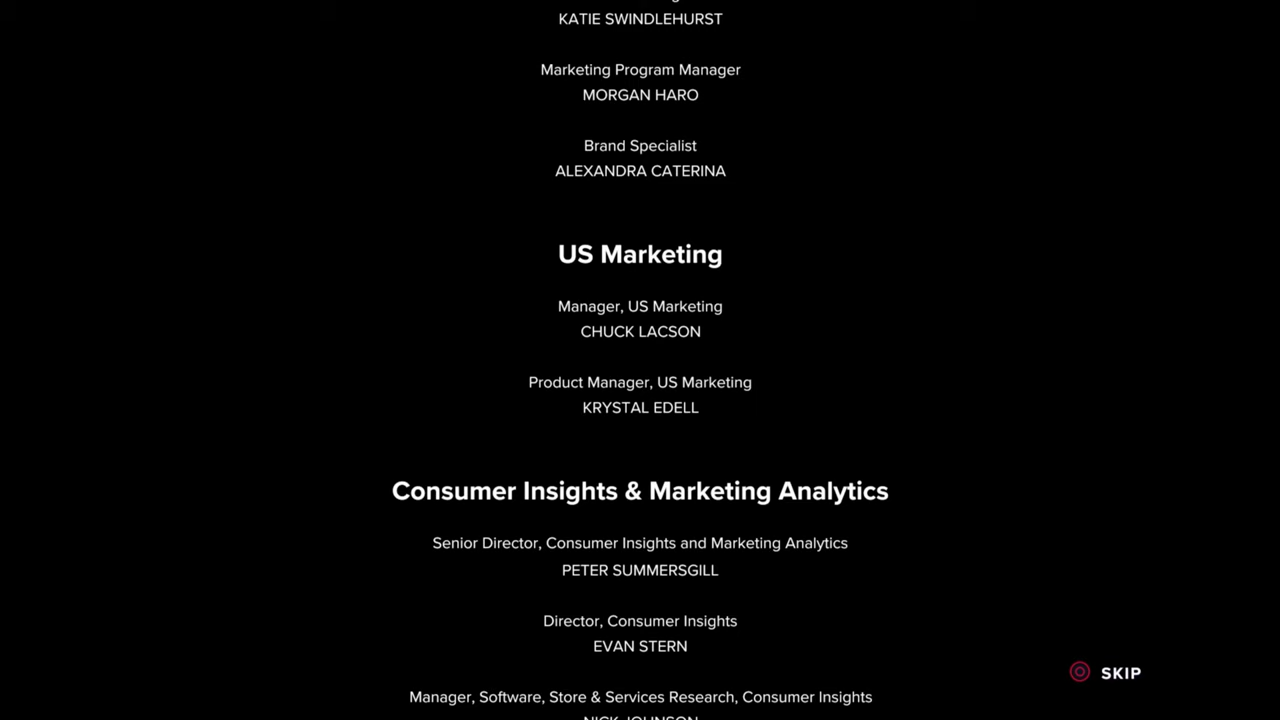 KATIE SWINDLEHURST
Marketing Program Manager
MORGAN HARO
Brand Specialist
ALEXANDRA CATERINA
US Marketing
Manager, US Marketing
CHUCK LACSON
Product Manager, US Marketing
KRYSTAL EDELL
Consumer Insights & Marketing Analytics
Senior Director, Consumer Insights and Marketing Analytics
PETER SUMMERSGILL
Director, Consumer Insights
EVAN STERN
SKIP
Manager, Software, Store & Services Research, Consumer Insights
NICK JOHNSON